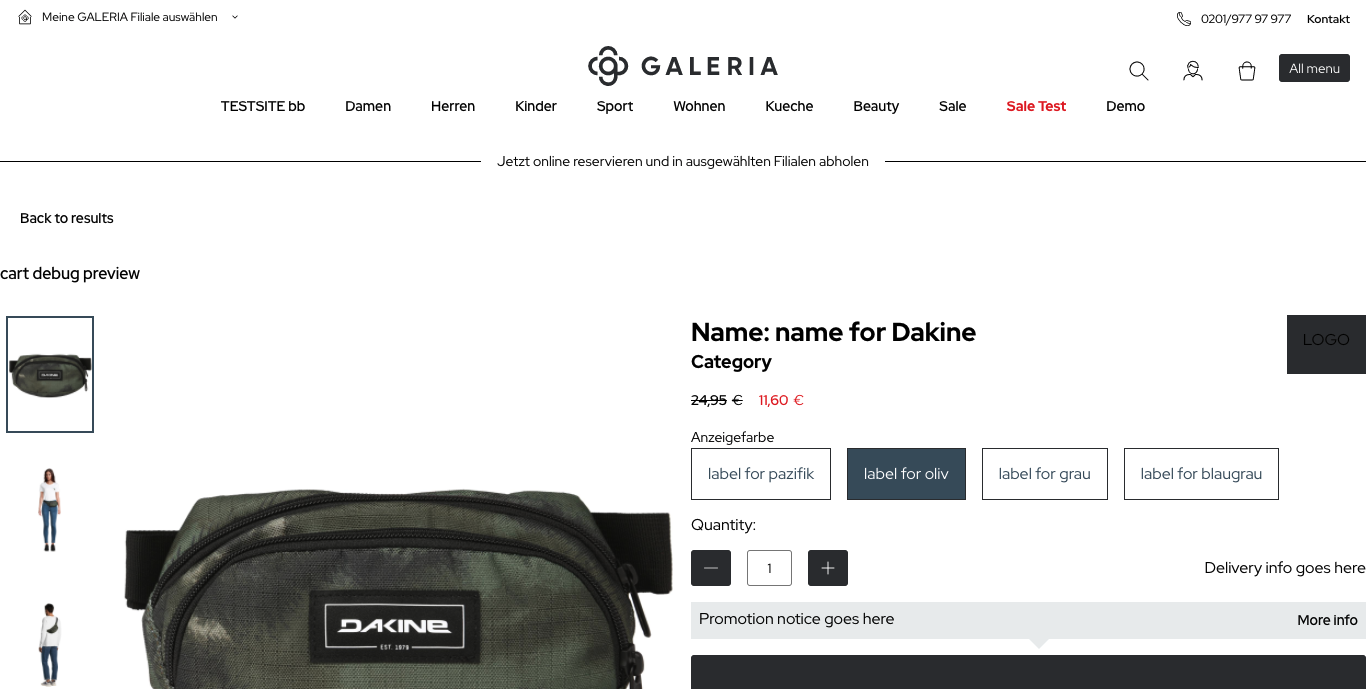 Meine GALERIA Filiale auswählen
0201/977 97 977 Kontakt
GALERIA
All menu
TESTSITE bb Damen Herren Kinder Sport Wohnen Kueche Beauty Sale Sale Test Demo
Jetzt online reservieren und in ausgewählten Filialen abholen
Back to results
cart debug preview
Name: name for Dakine
LOGO
Category
24,95 € 11,60 €
Anzeigefarbe
label for pazifik label for oliv label for grau label for blaugrau
Quantity:
1
Delivery info goes here
Promotion notice goes here More info
DAKINE
EST. 1979